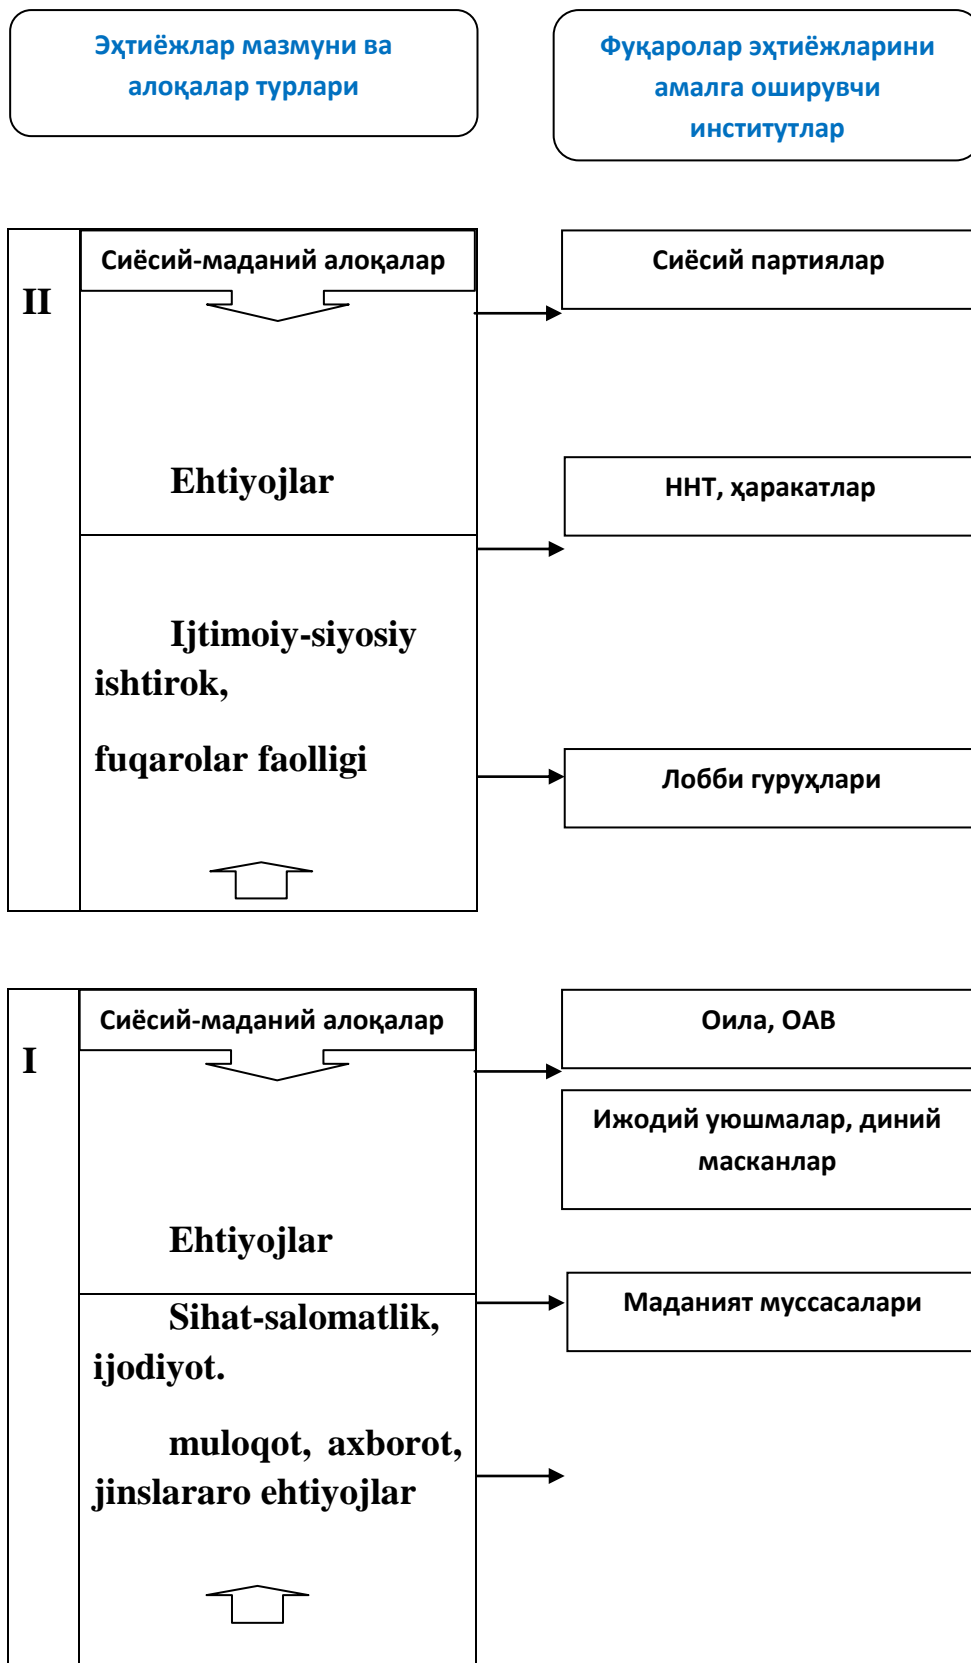 Эҳтиёжлар мазмуни ва
алоқалар турлари
Фуқаролар эҳтиёжларини
амалга оширувчи
институтлар
II
Сиёсий-маданий алоқалар
Сиёсий партиялар
Ehtiyojlar
ННТ, ҳаракатлар
Ijtimoiy-siyosiy
ishtirok,
fuqarolar faolligi
Лобби гуруҳлари
I
Сиёсий-маданий алоқалар
Оила, ОАВ
Ижодий уюшмалар, диний
масканлар
Ehtiyojlar
Маданият муссасалари
Sihat-salomatlik,
ijodiyot.
muloqot, axborot,
jinslararo ehtiyojlar